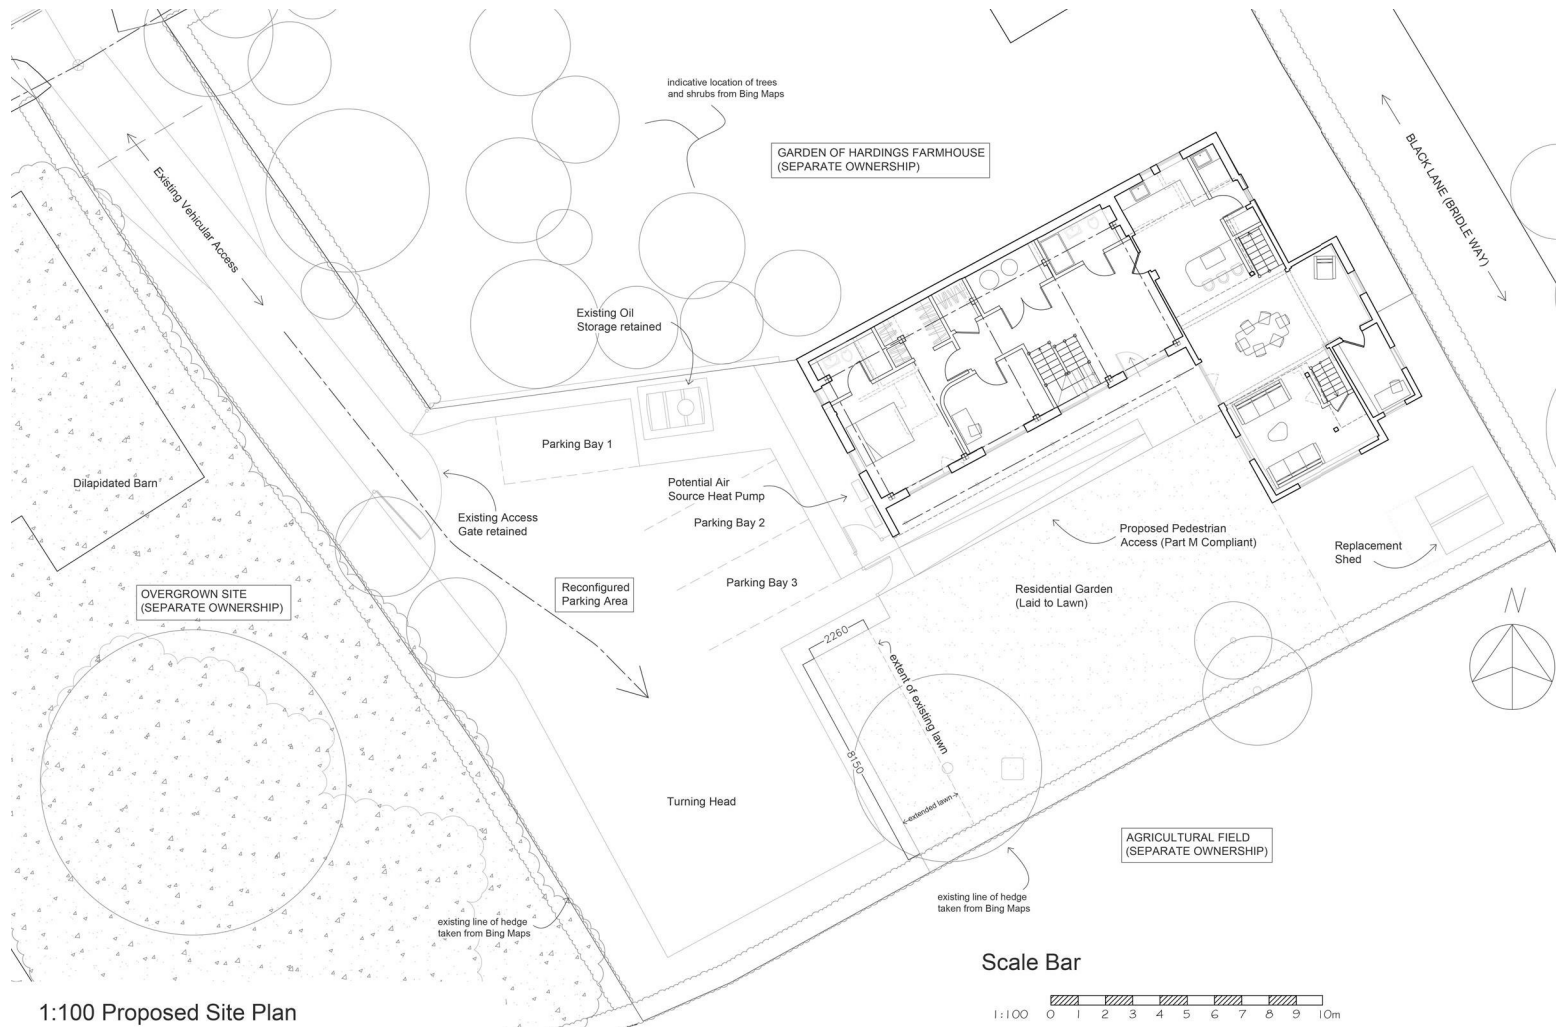 indicative location of trees
and shrubs from Bing Maps
GARDEN OF HARDINGS FARMHOUSE
(SEPARATE OWNERSHIP)
BLACK LANE (BRIDLE WAY)
Existing Vehicular Access
Existing Oil
Storage retained
Parking Bay 1
Dilapidated Barn
Potential Air
Source Heat Pump
Existing Access
Gate retained
Parking Bay 2
Proposed Pedestrian
Access (Part M Compliant)
Replacement
Shed
Parking Bay 3
Reconfigured
Parking Area
Residential Garden
(Laid to Lawn)
OVERGROWN SITE
(SEPARATE OWNERSHIP)
N
2260
extent of existing lawn
8150
extended lawn
Turning Head
AGRICULTURAL FIELD
(SEPARATE OWNERSHIP)
existing line of hedge
taken from Bing Maps
existing line of hedge
taken from Bing Maps
Scale Bar
1:100 0 1 2 3 4 5 6 7 8 9 10m
1:100 Proposed Site Plan